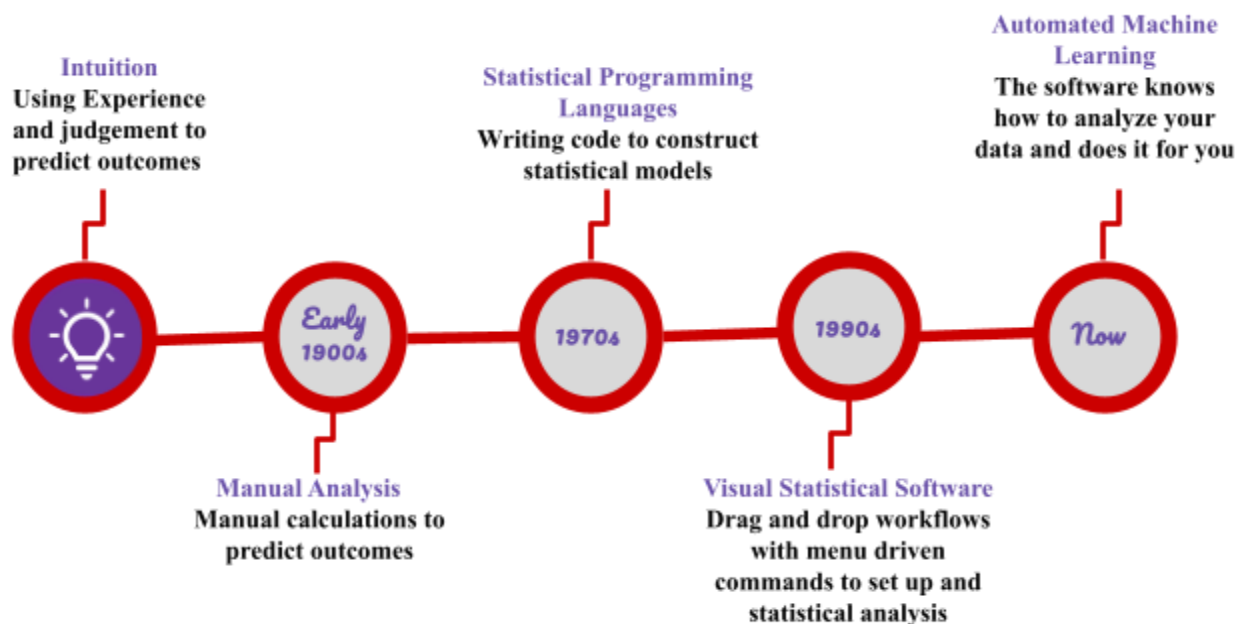 Intuition
Using Experience
and judgement to
predict outcomes
Early
1900s
Manual Analysis
Manual calculations to
predict outcomes
Statistical Programming
Languages
Writing code to construct
statistical models
1970s
1990s
Visual Statistical Software
Drag and drop workflows
with menu driven
commands to set up and
statistical analysis
Automated Machine
Learning
The software knows
how to analyze your
data and does it for you
Now